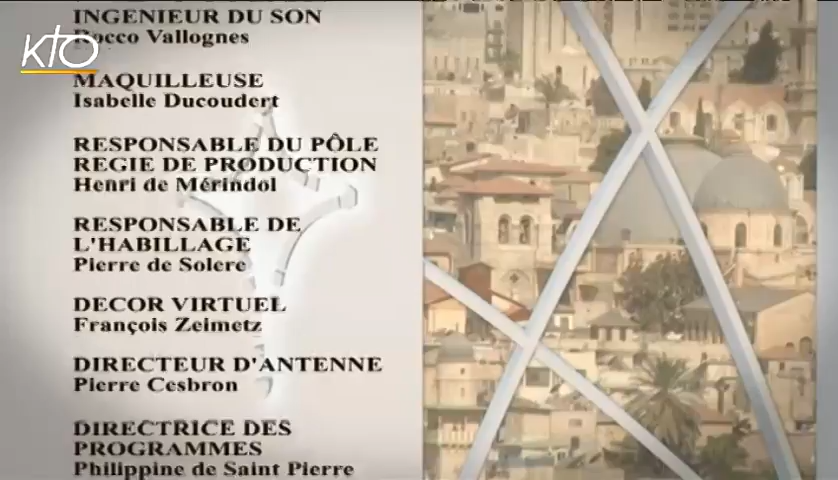 KTO
INGENIEUR DU SON
Rocco Vallognes
MAQUILLEUSE
Isabelle Ducoudert
RESPONSABLE DU PÔLE
REGIE DE PRODUCTION
Henri de Mérindol
RESPONSABLE DE
L'HABILLAGE
Pierre de Solere
DECOR VIRTUEL
François Zeimetz
DIRECTEUR D'ANTENNE
Pierre Cesbron
DIRECTRICE DES
PROGRAMMES
Philippine de Saint Pierre